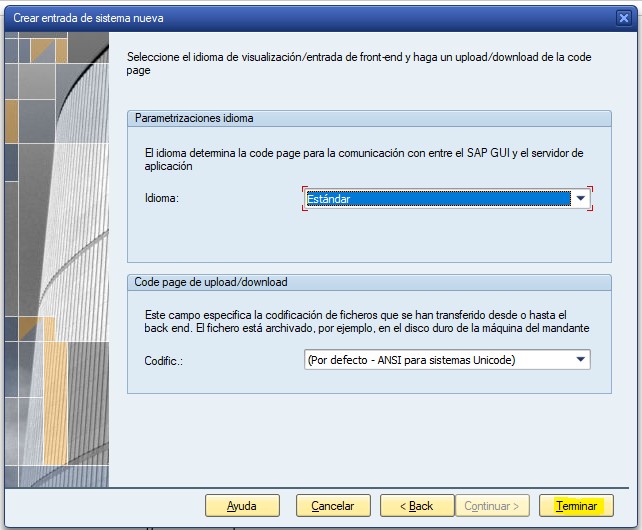 Crear entrada de sistema nueva
Seleccione el idioma de visualización/entrada de front-end y haga un upload/download de la code
page
Parametrizaciones idioma
El idioma determina la code page para la comunicación con entre el SAP GUI y el servidor de
aplicación
Idioma:
Estándar
Code page de upload/download
Este campo especifica la codificación de ficheros que se han transferido desde o hasta el
back end. El fichero está archivado, por ejemplo, en el disco duro de la máquina del mandante
Codific.:
(Por defecto - ANSI para sistemas Unicode)
Ayuda
Cancelar
< Back
Continuar >
Terminar